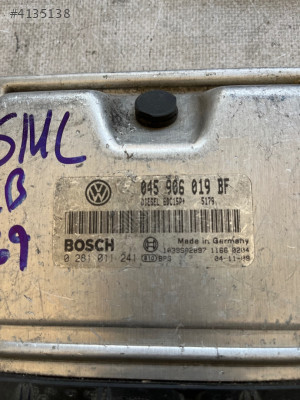 #4135138
SML
B
9
045 906 019 BF
DIESEL EDC15P+ 5179
BOSCH
Made in Germany
0 281 011 241
BPS
04-11-